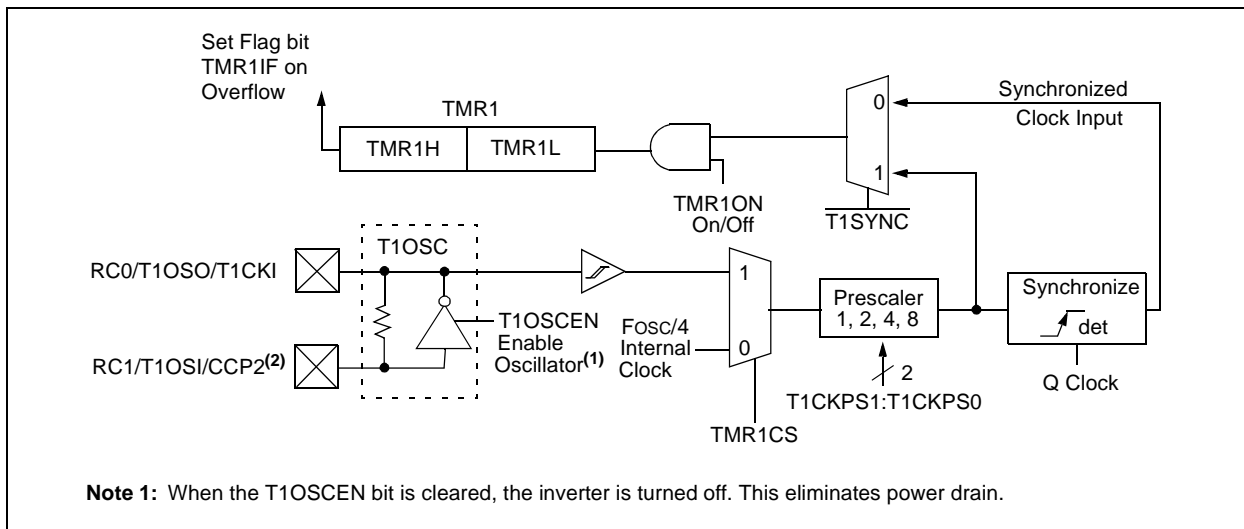 Set Flag bit
TMR1IF on
Overflow
TMR1
TMR1H
TMR1L
TMR1ON
On/Off
0
1
T1SYNC
Synchronized
Clock Input
T1OSC
RC0/T1OSO/T1CKI
RC1/T1OSI/CCP2(2)
T1OSCEN
Enable
Oscillator(1)
FOSC/4
Internal
Clock
1
0
TMR1CS
Prescaler
1, 2, 4, 8
2
T1CKPS1:T1CKPS0
Synchronize
det
Q Clock
Note 1: When the T1OSCEN bit is cleared, the inverter is turned off. This eliminates power drain.